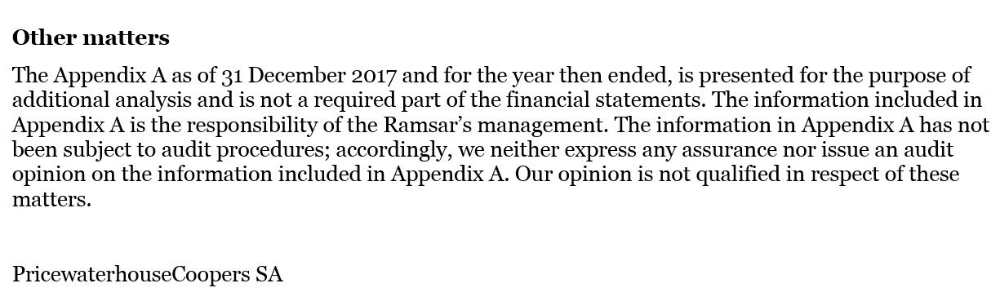 Other matters
The Appendix A as of 31 December 2017 and for the year then ended, is presented for the purpose of
additional analysis and is not a required part of the financial statements. The information included in
Appendix A is the responsibility of the Ramsar’s management. The information in Appendix A has not
been subject to audit procedures; accordingly, we neither express any assurance nor issue an audit
opinion on the information included in Appendix A. Our opinion is not qualified in respect of these
matters.
PricewaterhouseCoopers SA